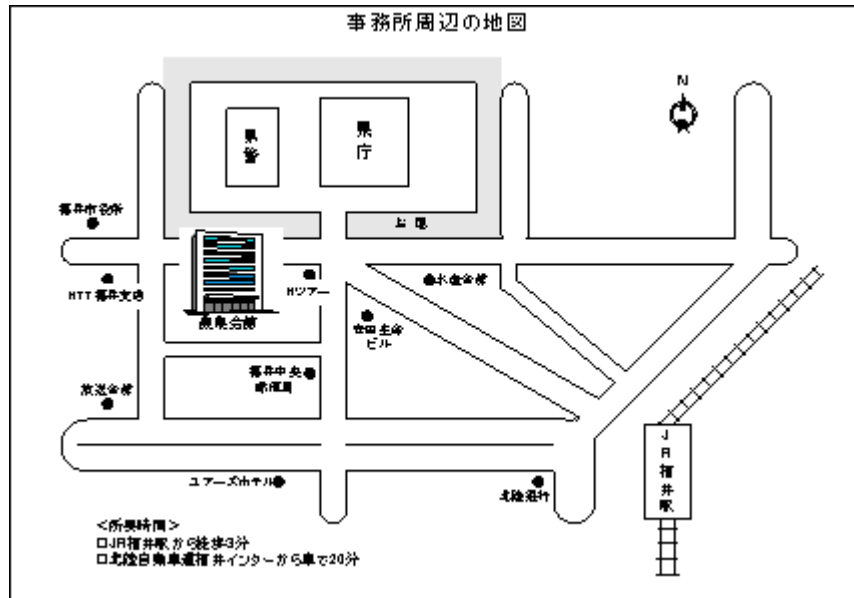 事務所周辺の地図
N
県警
県庁
福井市役所
お堀
NTT福井支店
Hツアー
水産会館
農業会館
安田生命
ビル
福井中央
郵便局
放送会館
JR福井駅
ユアーズホテル
北陸銀行
＜所要時間＞
□JR福井駅から徒歩3分
□北陸自動車道福井インターから車で20分